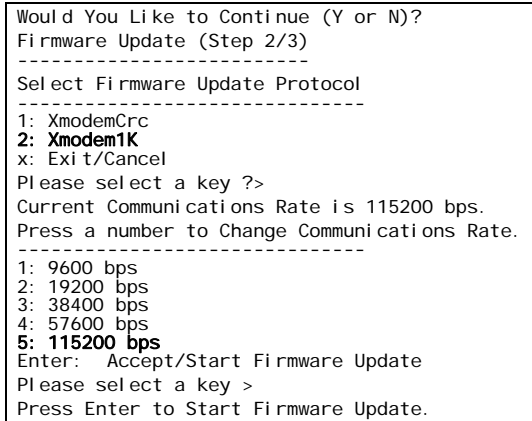 Would You Like to Continue (Y or N)?
Firmware Update (Step 2/3)
----------------------------
Select Firmware Update Protocol
---------------------------------
1: XmodemCrc
2: Xmodem1K
x: Exit/Cancel
Please select a key ?>
Current Communications Rate is 115200 bps.
Press a number to Change Communications Rate.
---------------------------------
1: 9600 bps
2: 19200 bps
3: 38400 bps
4: 57600 bps
5: 115200 bps
Enter:  Accept/Start Firmware Update
Please select a key >
Press Enter to Start Firmware Update.